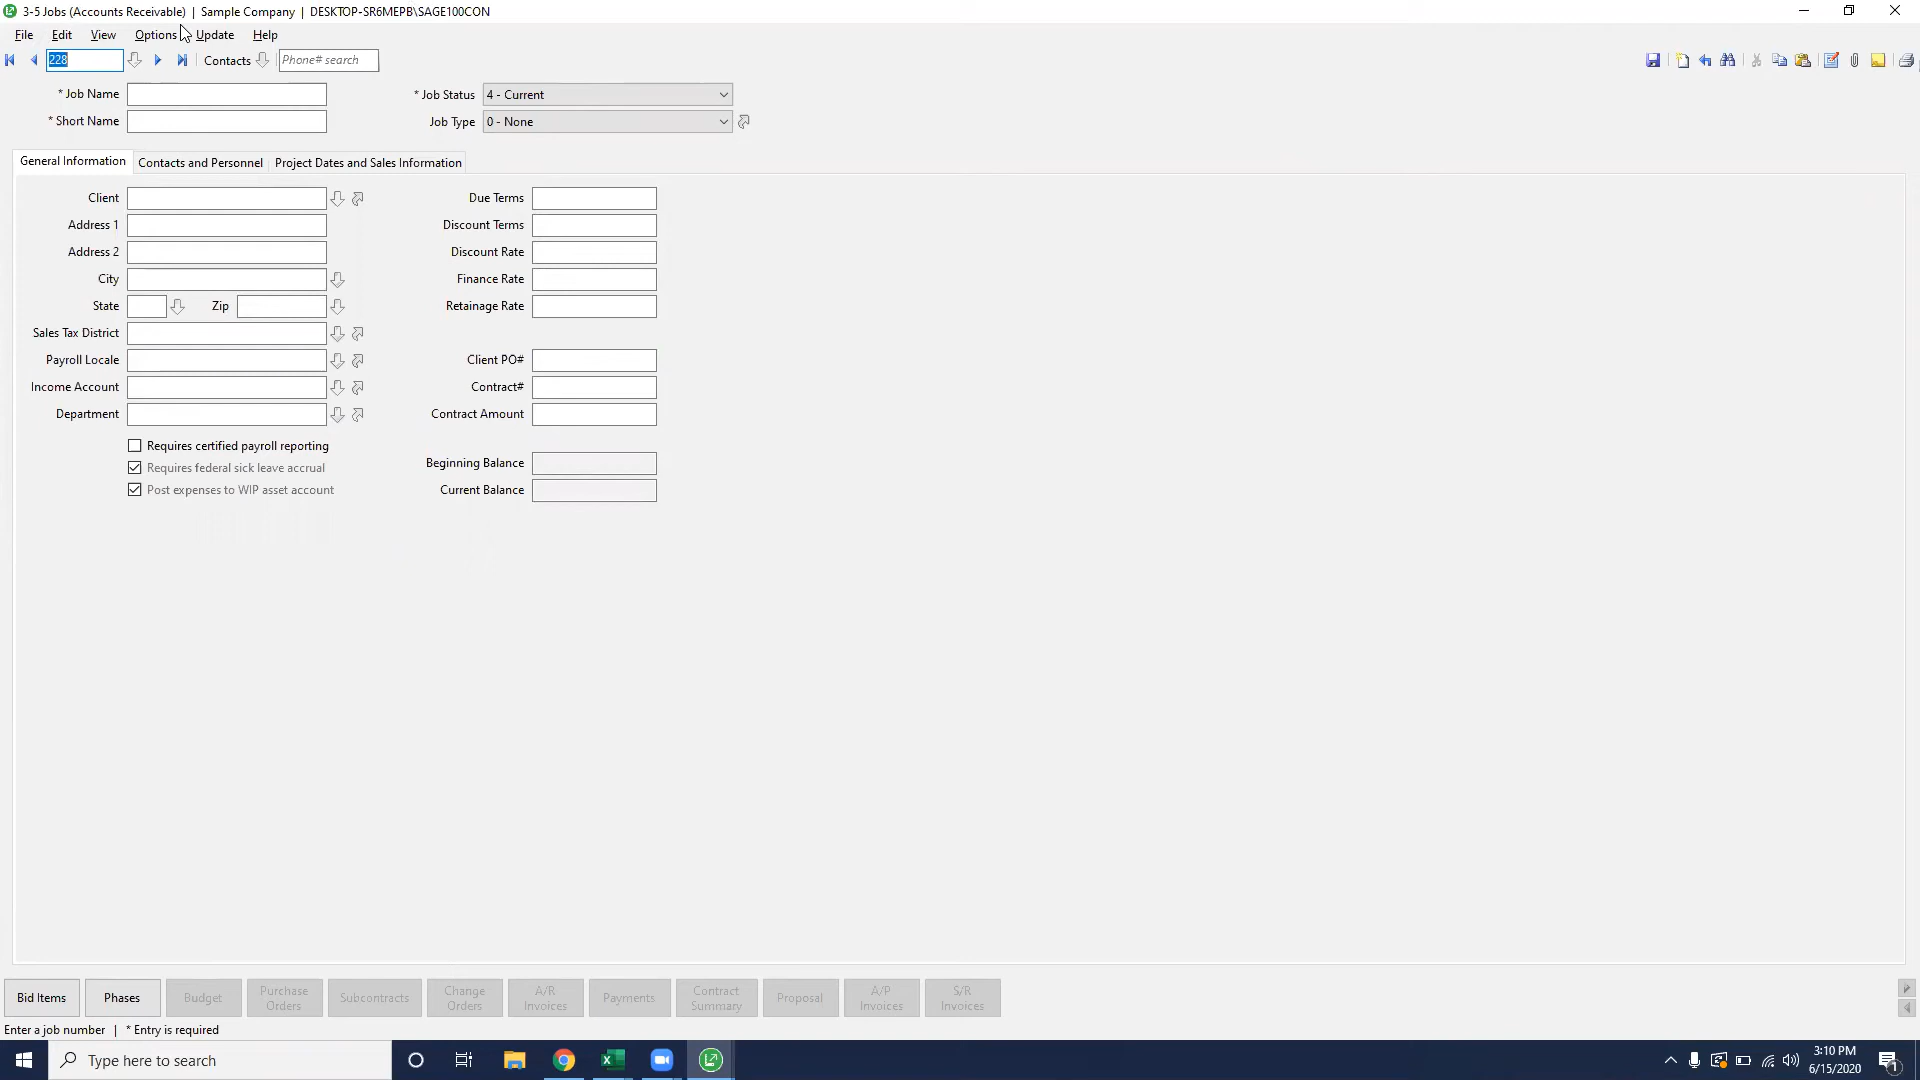 3-5 Jobs (Accounts Receivable) | Sample Company | DESKTOP-SR6MEPB\SAGE100CON
File Edit View Options Update Help
228 Contacts Phone# search
* Job Name
* Job Status 4 - Current
* Short Name
Job Type 0 - None
General Information Contacts and Personnel Project Dates and Sales Information
Client
Due Terms
Address 1
Discount Terms
Address 2
Discount Rate
City
Finance Rate
State Zip
Retainage Rate
Sales Tax District
Payroll Locale
Client PO#
Income Account
Contract#
Department
Contract Amount
Requires certified payroll reporting
Beginning Balance
Requires federal sick leave accrual
Post expenses to WIP asset account
Current Balance
Bid Items
Phases
Budget
Purchase
Orders
Subcontracts
Change
Orders
A/R
Invoices
Payments
Contract
Summary
Proposal
A/P
Invoices
S/R
Invoices
Enter a job number | * Entry is required
Type here to search
3:10 PM
6/15/2020
1